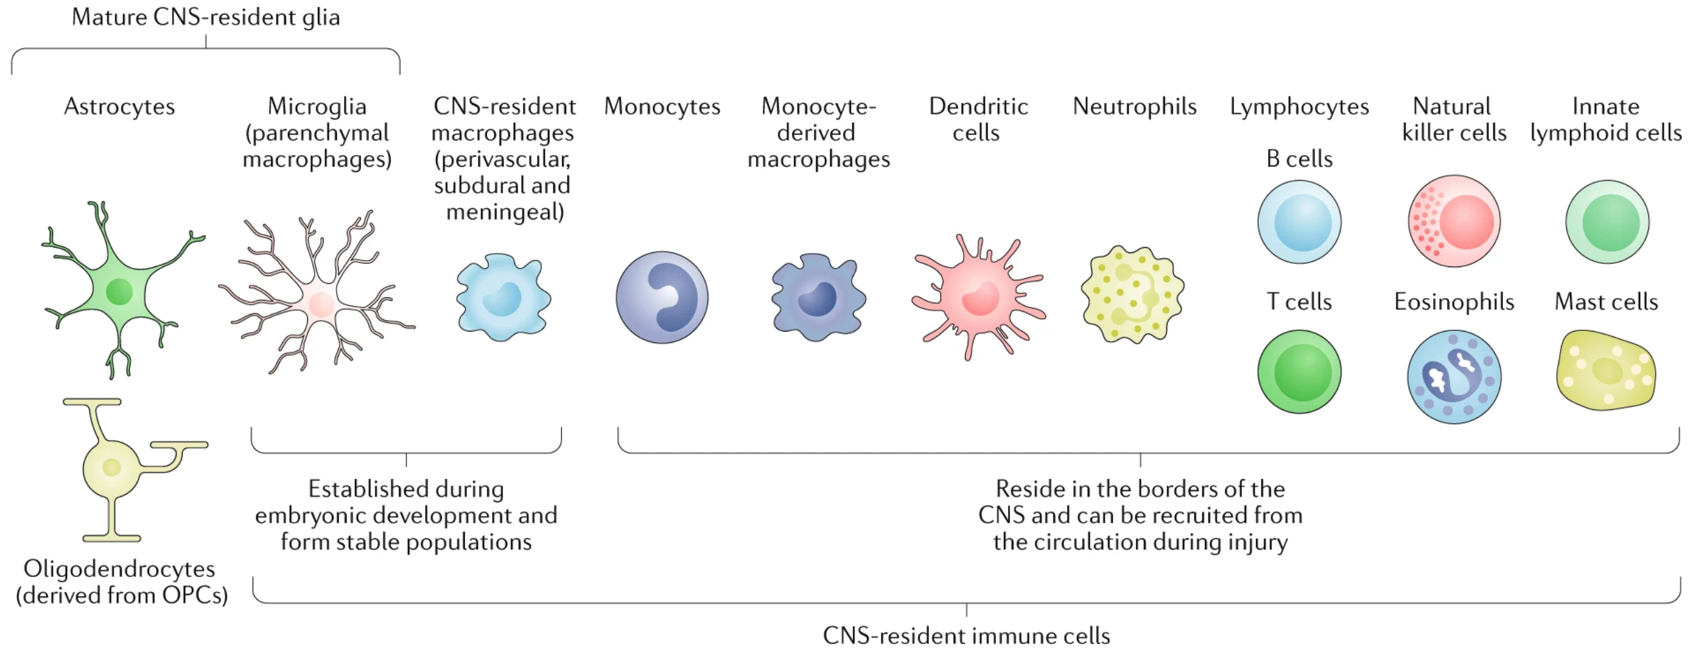 Mature CNS-resident glia
Astrocytes
Microglia
(parenchymal
macrophages)
CNS-resident
macrophages
(perivascular,
subdural and
meningeal)
Monocytes
Monocyte-
derived
macrophages
Dendritic
cells
Neutrophils
Lymphocytes
B cells
T cells
Natural
killer cells
Eosinophils
Innate
lymphoid cells
Mast cells
Oligodendrocytes
(derived from OPCs)
Established during
embryonic development and
form stable populations
Reside in the borders of the
CNS and can be recruited from
the circulation during injury
CNS-resident immune cells